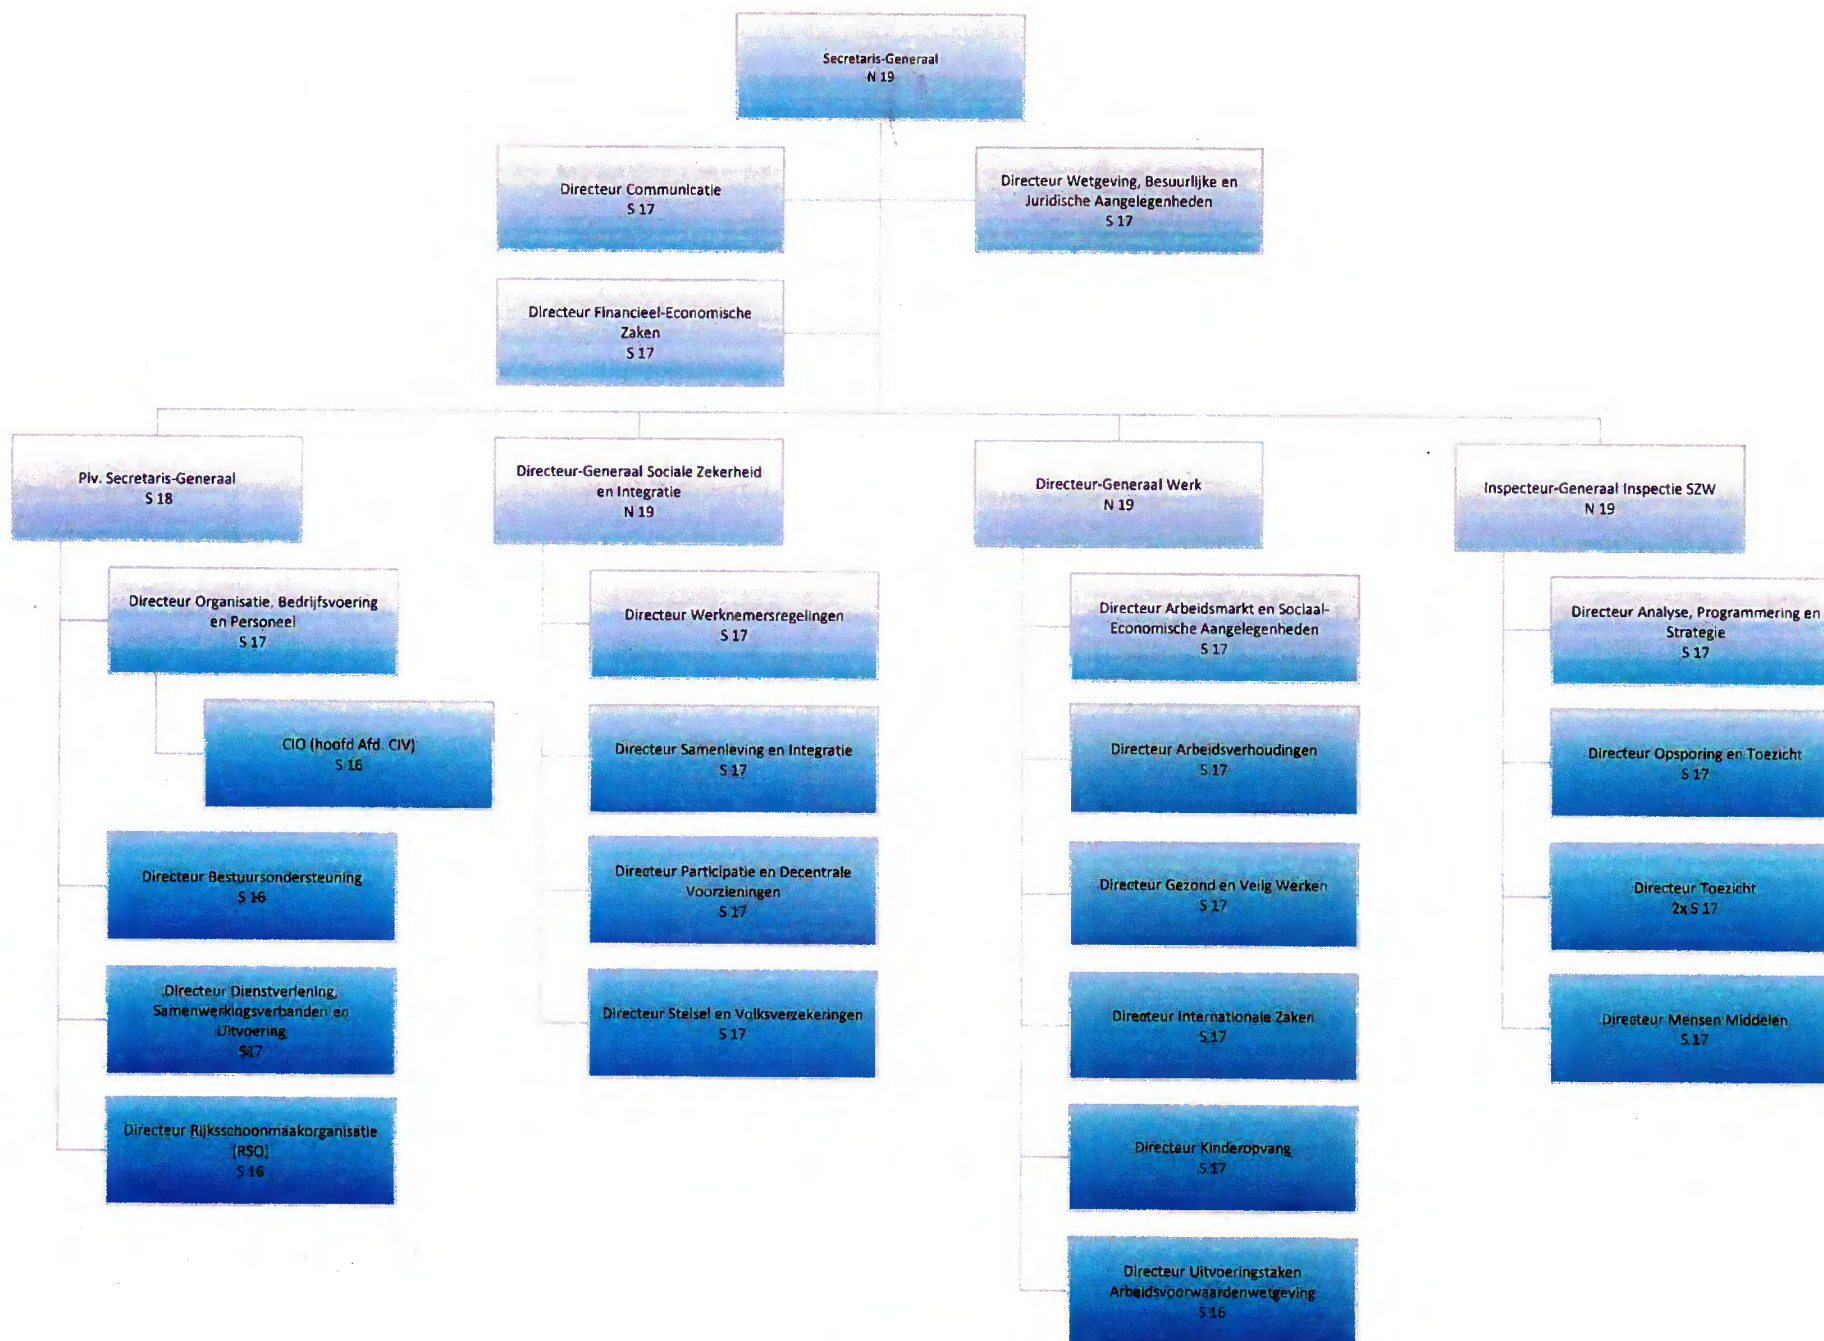 Secretaris-Generaal
N 19
Directeur Communicatie
S 17
Directeur Wetgeving, Besuurlijke en
Juridische Aangelegenheden
S 17
Directeur Financieel-Economische
Zaken
S 17
Plv. Secretaris-Generaal
S 18
Directeur Organisatie, Bedrijfsvoering
en Personeel
S 17
CIO (hoofd Afd. CIV)
S 16
Directeur Bestuursondersteuning
S 16
Directeur Dienstverlening,
Samenwerkingsverbanden en
Uitvoering
S17
Directeur Rijksschoonmaakorganisatie
(RSO)
S 16
Directeur-Generaal Sociale Zekerheid
en Integratie
N 19
Directeur Werknemersregelingen
S 17
Directeur Samenleving en Integratie
S 17
Directeur Participatie en Decentrale
Voorzieningen
S 17
Directeur Stelsel en Volksverzekeringen
S 17
Directeur-Generaal Werk
N 19
Directeur Arbeidsmarkt en Sociaal-
Economische Aangelegenheden
S 17
Directeur Arbeidsverhoudingen
S 17
Directeur Gezond en Veilig Werken
S 17
Directeur Internationale Zaken
S 17
Directeur Kinderopvang
S 17
Directeur Uitvoeringstaken
Arbeidsvoorwaardenwetgeving
S 16
Inspecteur-Generaal Inspectie SZW
N 19
Directeur Analyse, Programmering en
Strategie
S 17
Directeur Opsporing en Toezicht
S 17
Directeur Toezicht
2x S 17
Directeur Mensen Middelen
S 17